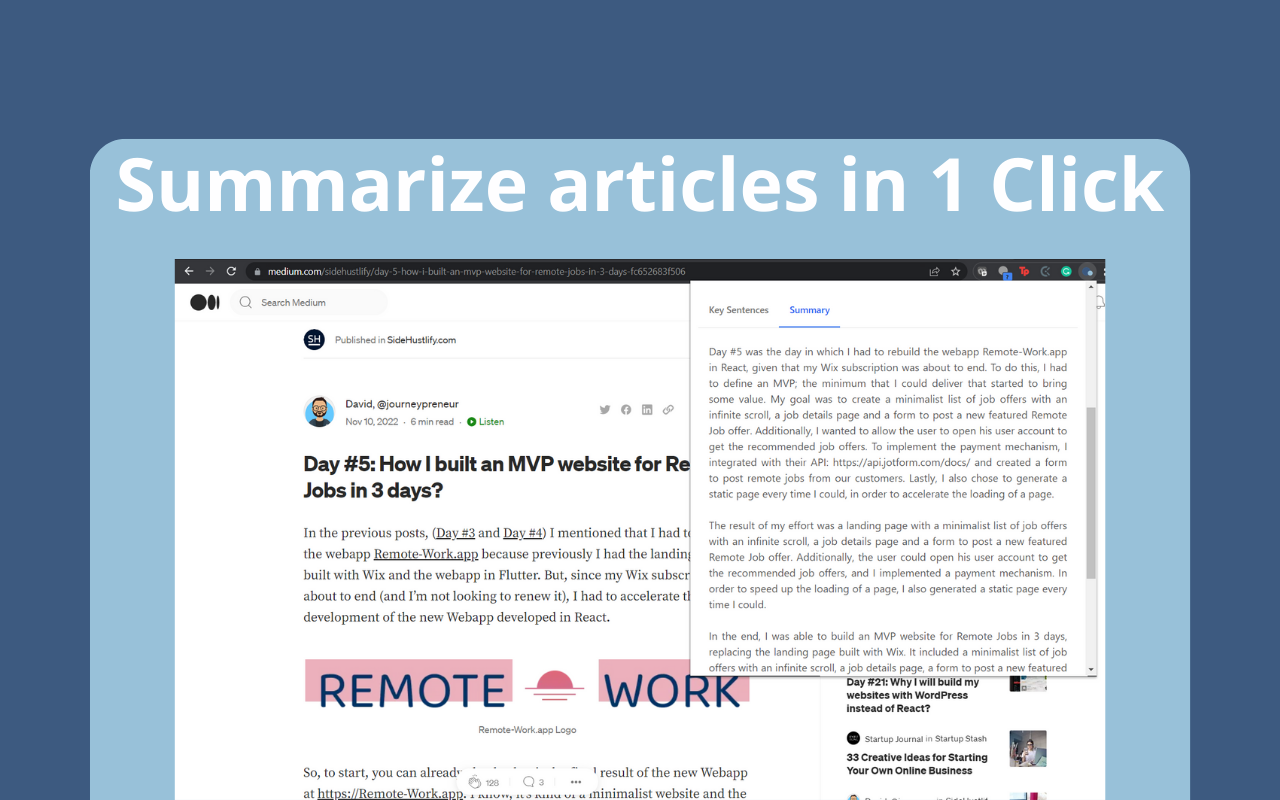 Summarize articles in 1 Click
medium.com/sidehustlify/day-5-how-i-built-an-mvp-website-for-remote-jobs-in-3-days-fc652683f506
Search Medium
SH
Published in SideHustlify.com
David, @journeypreneur
Nov 10, 2022 · 6 min read · Listen
Day #5: How I built an MVP website for Re
Jobs in 3 days?
In the previous posts, (Day #3 and Day #4) I mentioned that I had to
the webapp Remote-Work.app because previously I had the landing
built with Wix and the webapp in Flutter. But, since my Wix subscr
about to end (and I'm not looking to renew it), I had to accelerate th
development of the new Webapp developed in React.
REMOTE WORK
Remote-Work.app Logo
So, to start, you can already result of the new Webapp
at https://Remote-Work.app. I know, it's kind of a minimalist website and the
128
3
Key Sentences
Summary
Day #5 was the day in which I had to rebuild the webapp Remote-Work.app
in React, given that my Wix subscription was about to end. To do this, I had
to define an MVP; the minimum that I could deliver that started to bring
some value. My goal was to create a minimalist list of job offers with an
infinite scroll, a job details page and a form to post a new featured Remote
Job offer. Additionally, I wanted to allow the user to open his user account to
get the recommended job offers. To implement the payment mechanism, I
integrated with their API: https://api.jotform.com/docs/ and created a form
to post remote jobs from our customers. Lastly, I also chose to generate a
static page every time I could, in order to accelerate the loading of a page.
The result of my effort was a landing page with a minimalist list of job offers
with an infinite scroll, a job details page and a form to post a new featured
Remote Job offer. Additionally, the user could open his user account to get
the recommended job offers, and I implemented a payment mechanism. In
order to speed up the loading of a page, I also generated a static page every
time I could.
In the end, I was able to build an MVP website for Remote Jobs in 3 days,
replacing the landing page built with Wix. It included a minimalist list of job
offers with an infinite scroll, a job details page, a form to post a new featured
Day #21: Why I will build my
websites with WordPress
instead of React?
Startup Journal in Startup Stash
33 Creative Ideas for Starting
Your Own Online Business